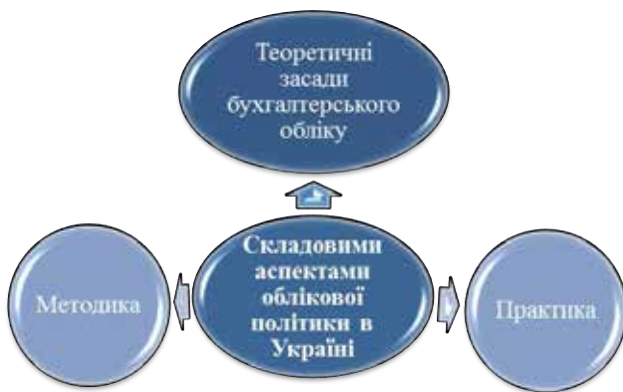 Теоретичні
засади
бухгалтерського
обліку
Складовими
аспектами
облікової
політики в
Україні
Методика
Практика